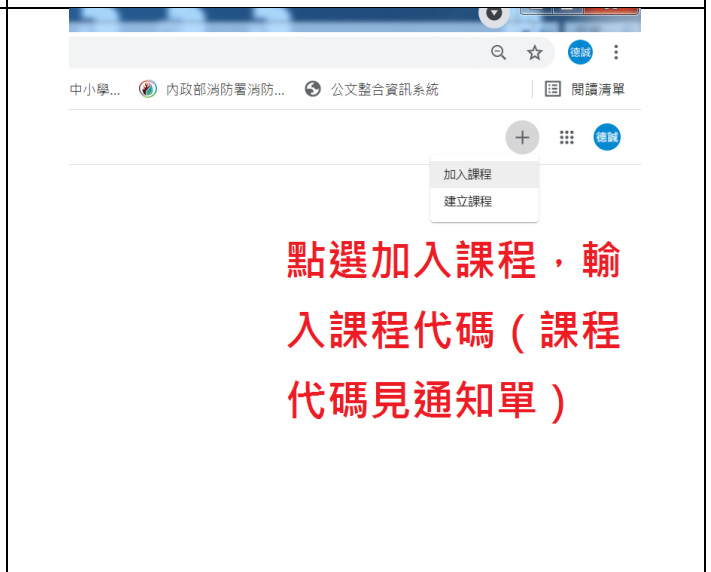 德誠
中小學... 內政部消防署消防... 公文整合資訊系統 閱讀清單
德誠
加入課程
建立課程
點選加入課程，輸
入課程代碼（課程
代碼見通知單）